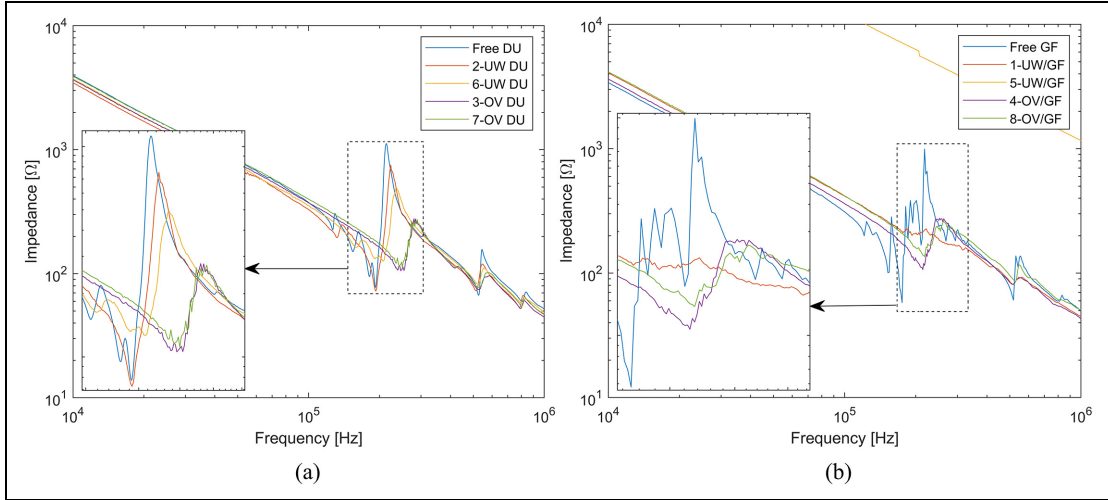 10^4
10^3
10^2
10^1
Impedance [Ω]
10^4
10^5
10^6
Frequency [Hz]
Free DU
2-UW DU
6-UW DU
3-OV DU
7-OV DU
(a)
10^4
10^3
10^2
10^1
Impedance [Ω]
10^4
10^5
10^6
Frequency [Hz]
Free GF
1-UW/GF
5-UW/GF
4-OV/GF
8-OV/GF
(b)